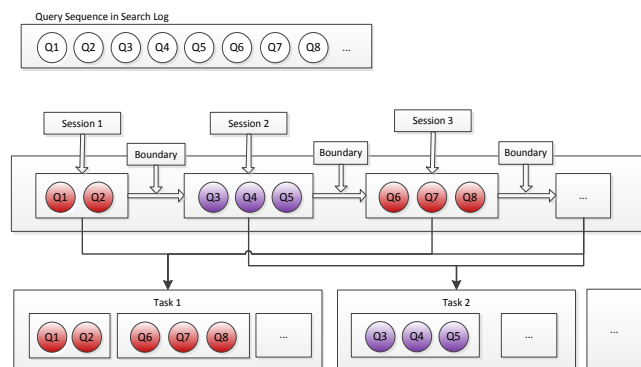 Query Sequence in Search Log
Q1 Q2 Q3 Q4 Q5 Q6 Q7 Q8 ...
Session 1 Session 2 Session 3
Boundary Boundary Boundary
Q1 Q2 Q3 Q4 Q5 Q6 Q7 Q8 ...
Task 1 Task 2
Q1 Q2 Q6 Q7 Q8 ... Q3 Q4 Q5 ... ...